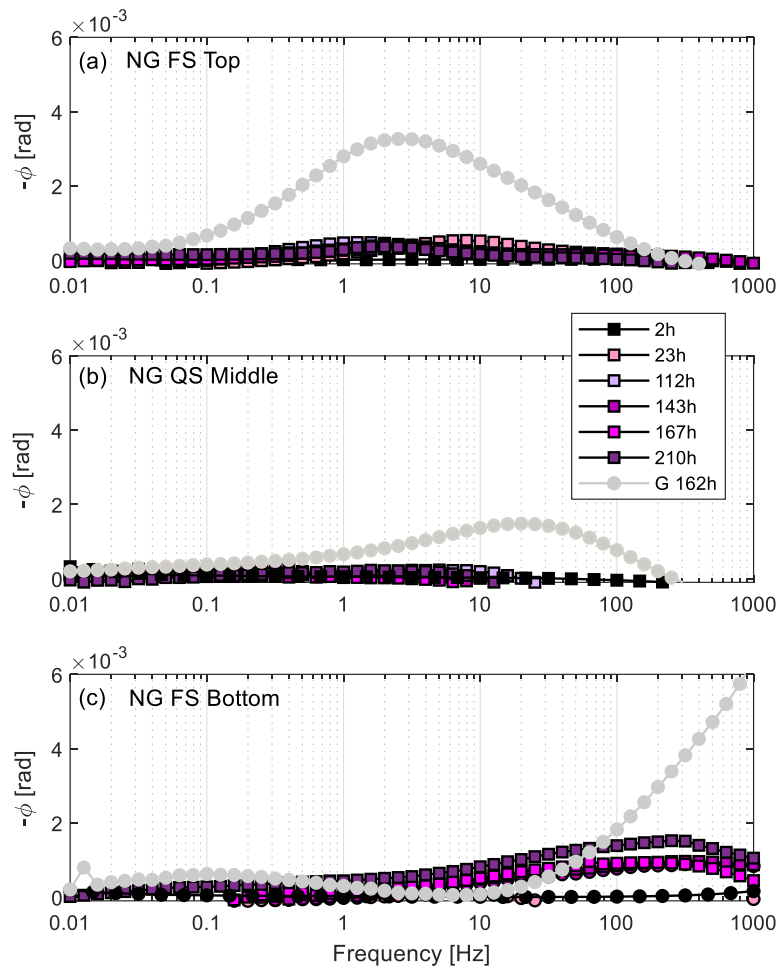 ×10⁻³
6
(a) NG FS Top
4
-ϕ [rad]
2
0
0.01 0.1 1 10 100 1000
×10⁻³
6
(b) NG QS Middle
2h
23h
112h
143h
167h
210h
G 162h
4
-ϕ [rad]
2
0
0.01 0.1 1 10 100 1000
×10⁻³
6
(c) NG FS Bottom
4
-ϕ [rad]
2
0
0.01 0.1 1 10 100 1000
Frequency [Hz]